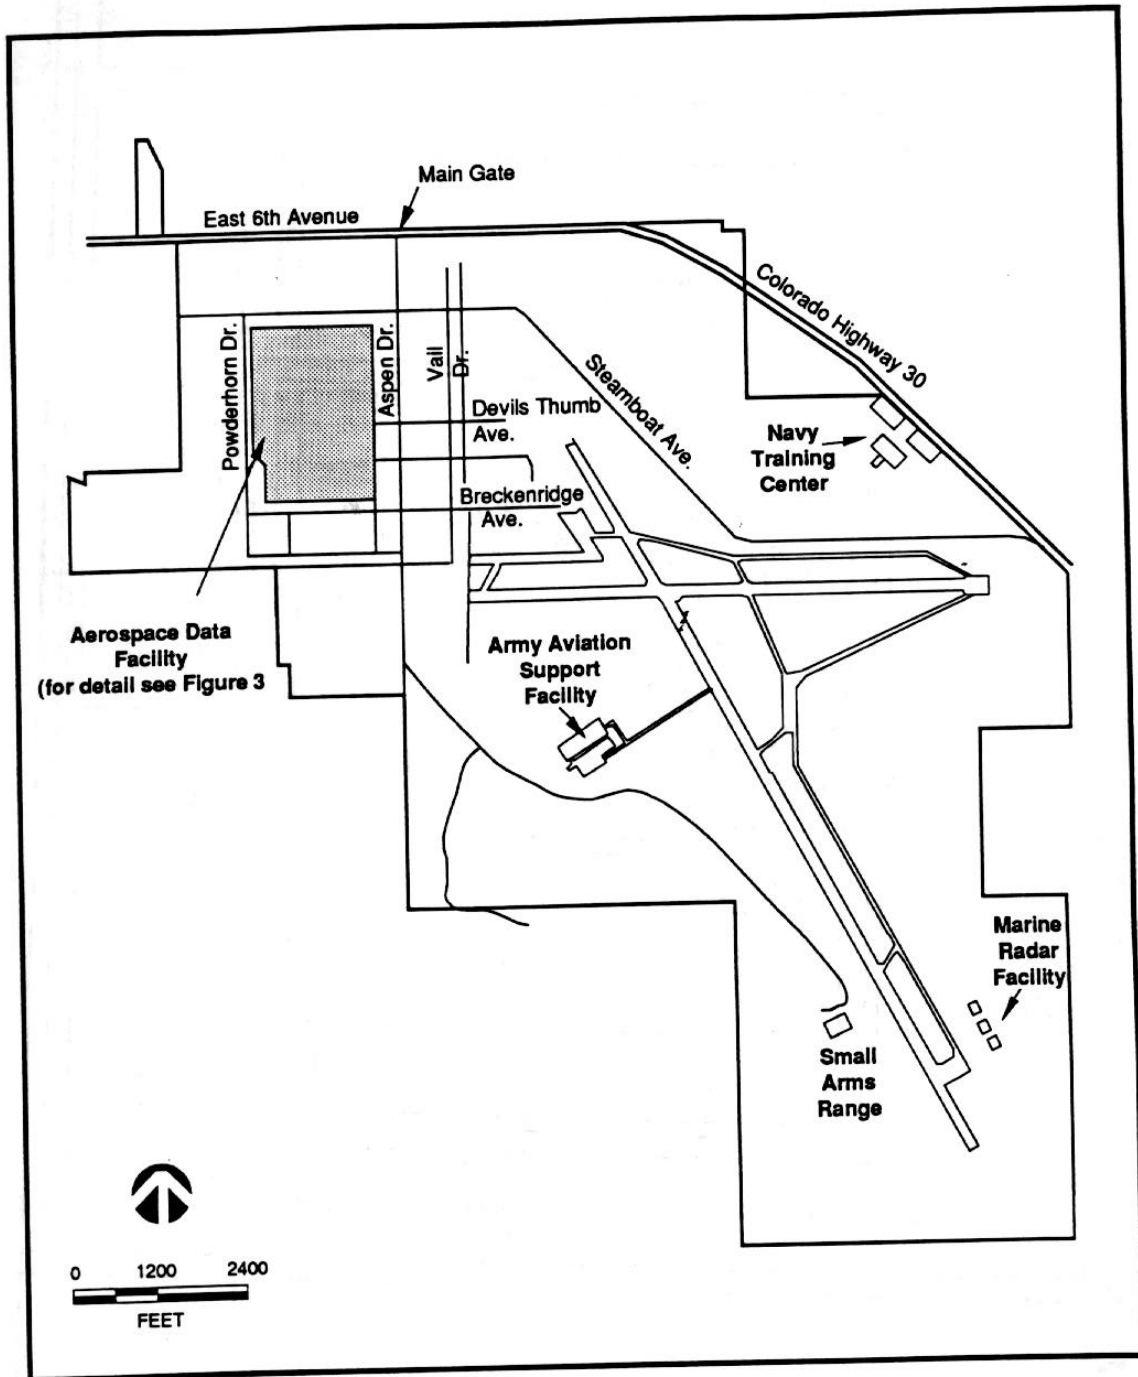 Main Gate
East 6th Avenue
Colorado Highway 30
Powderhorn Dr.
Aspen Dr.
Vail
Dr.
Steamboat Ave.
Devils Thumb
Ave.
Navy
Training
Center
Breckenridge
Ave.
Aerospace Data
Facility
(for detail see Figure 3
Army Aviation
Support
Facility
Marine
Radar
Facility
Small
Arms
Range
0 1200 2400
FEET